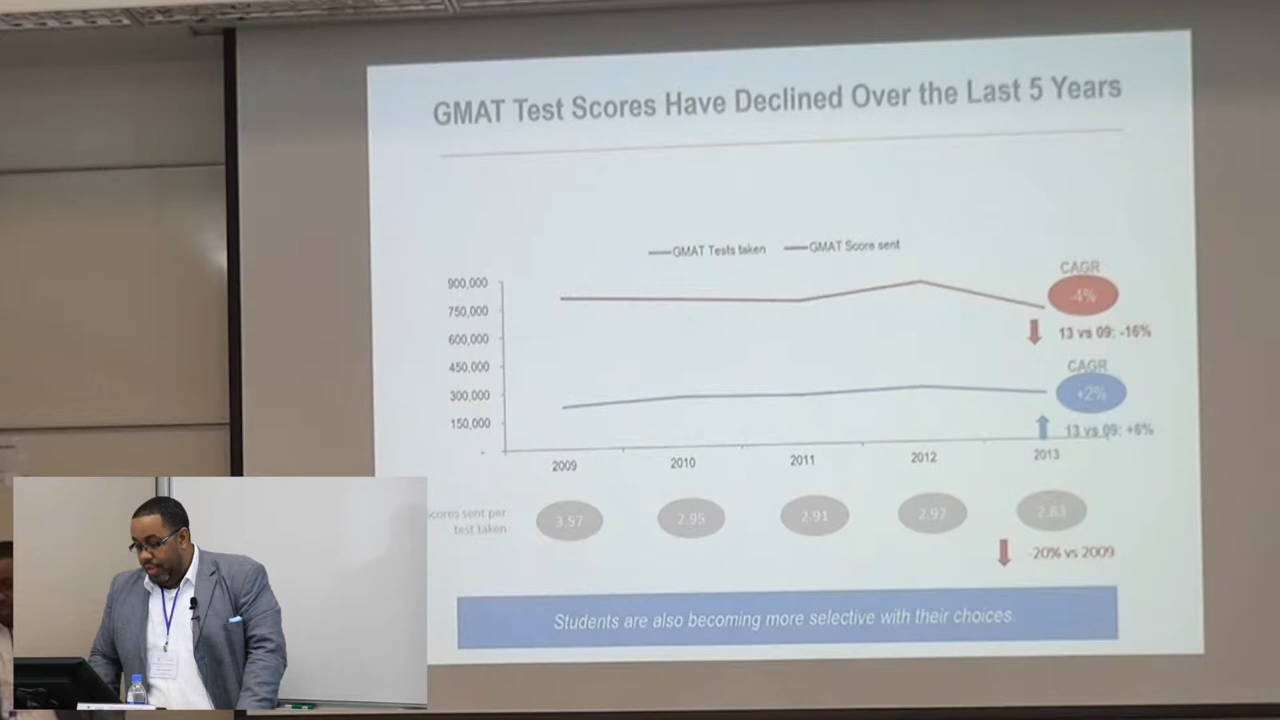 GMAT Test Scores Have Declined Over the Last 5 Years
GMAT Tests taken GMAT Score sent
CAGR
900,000
-4%
750,000
13 vs 09: -16%
600,000
450,000
CAGR
+2%
300,000
150,000
13 vs 09: +6%
-
2009 2010 2011 2012 2013
cores sent per
test taken
3.57 2.95 2.91 2.92 2.83
-20% vs 2009
Students are also becoming more selective with their choices.